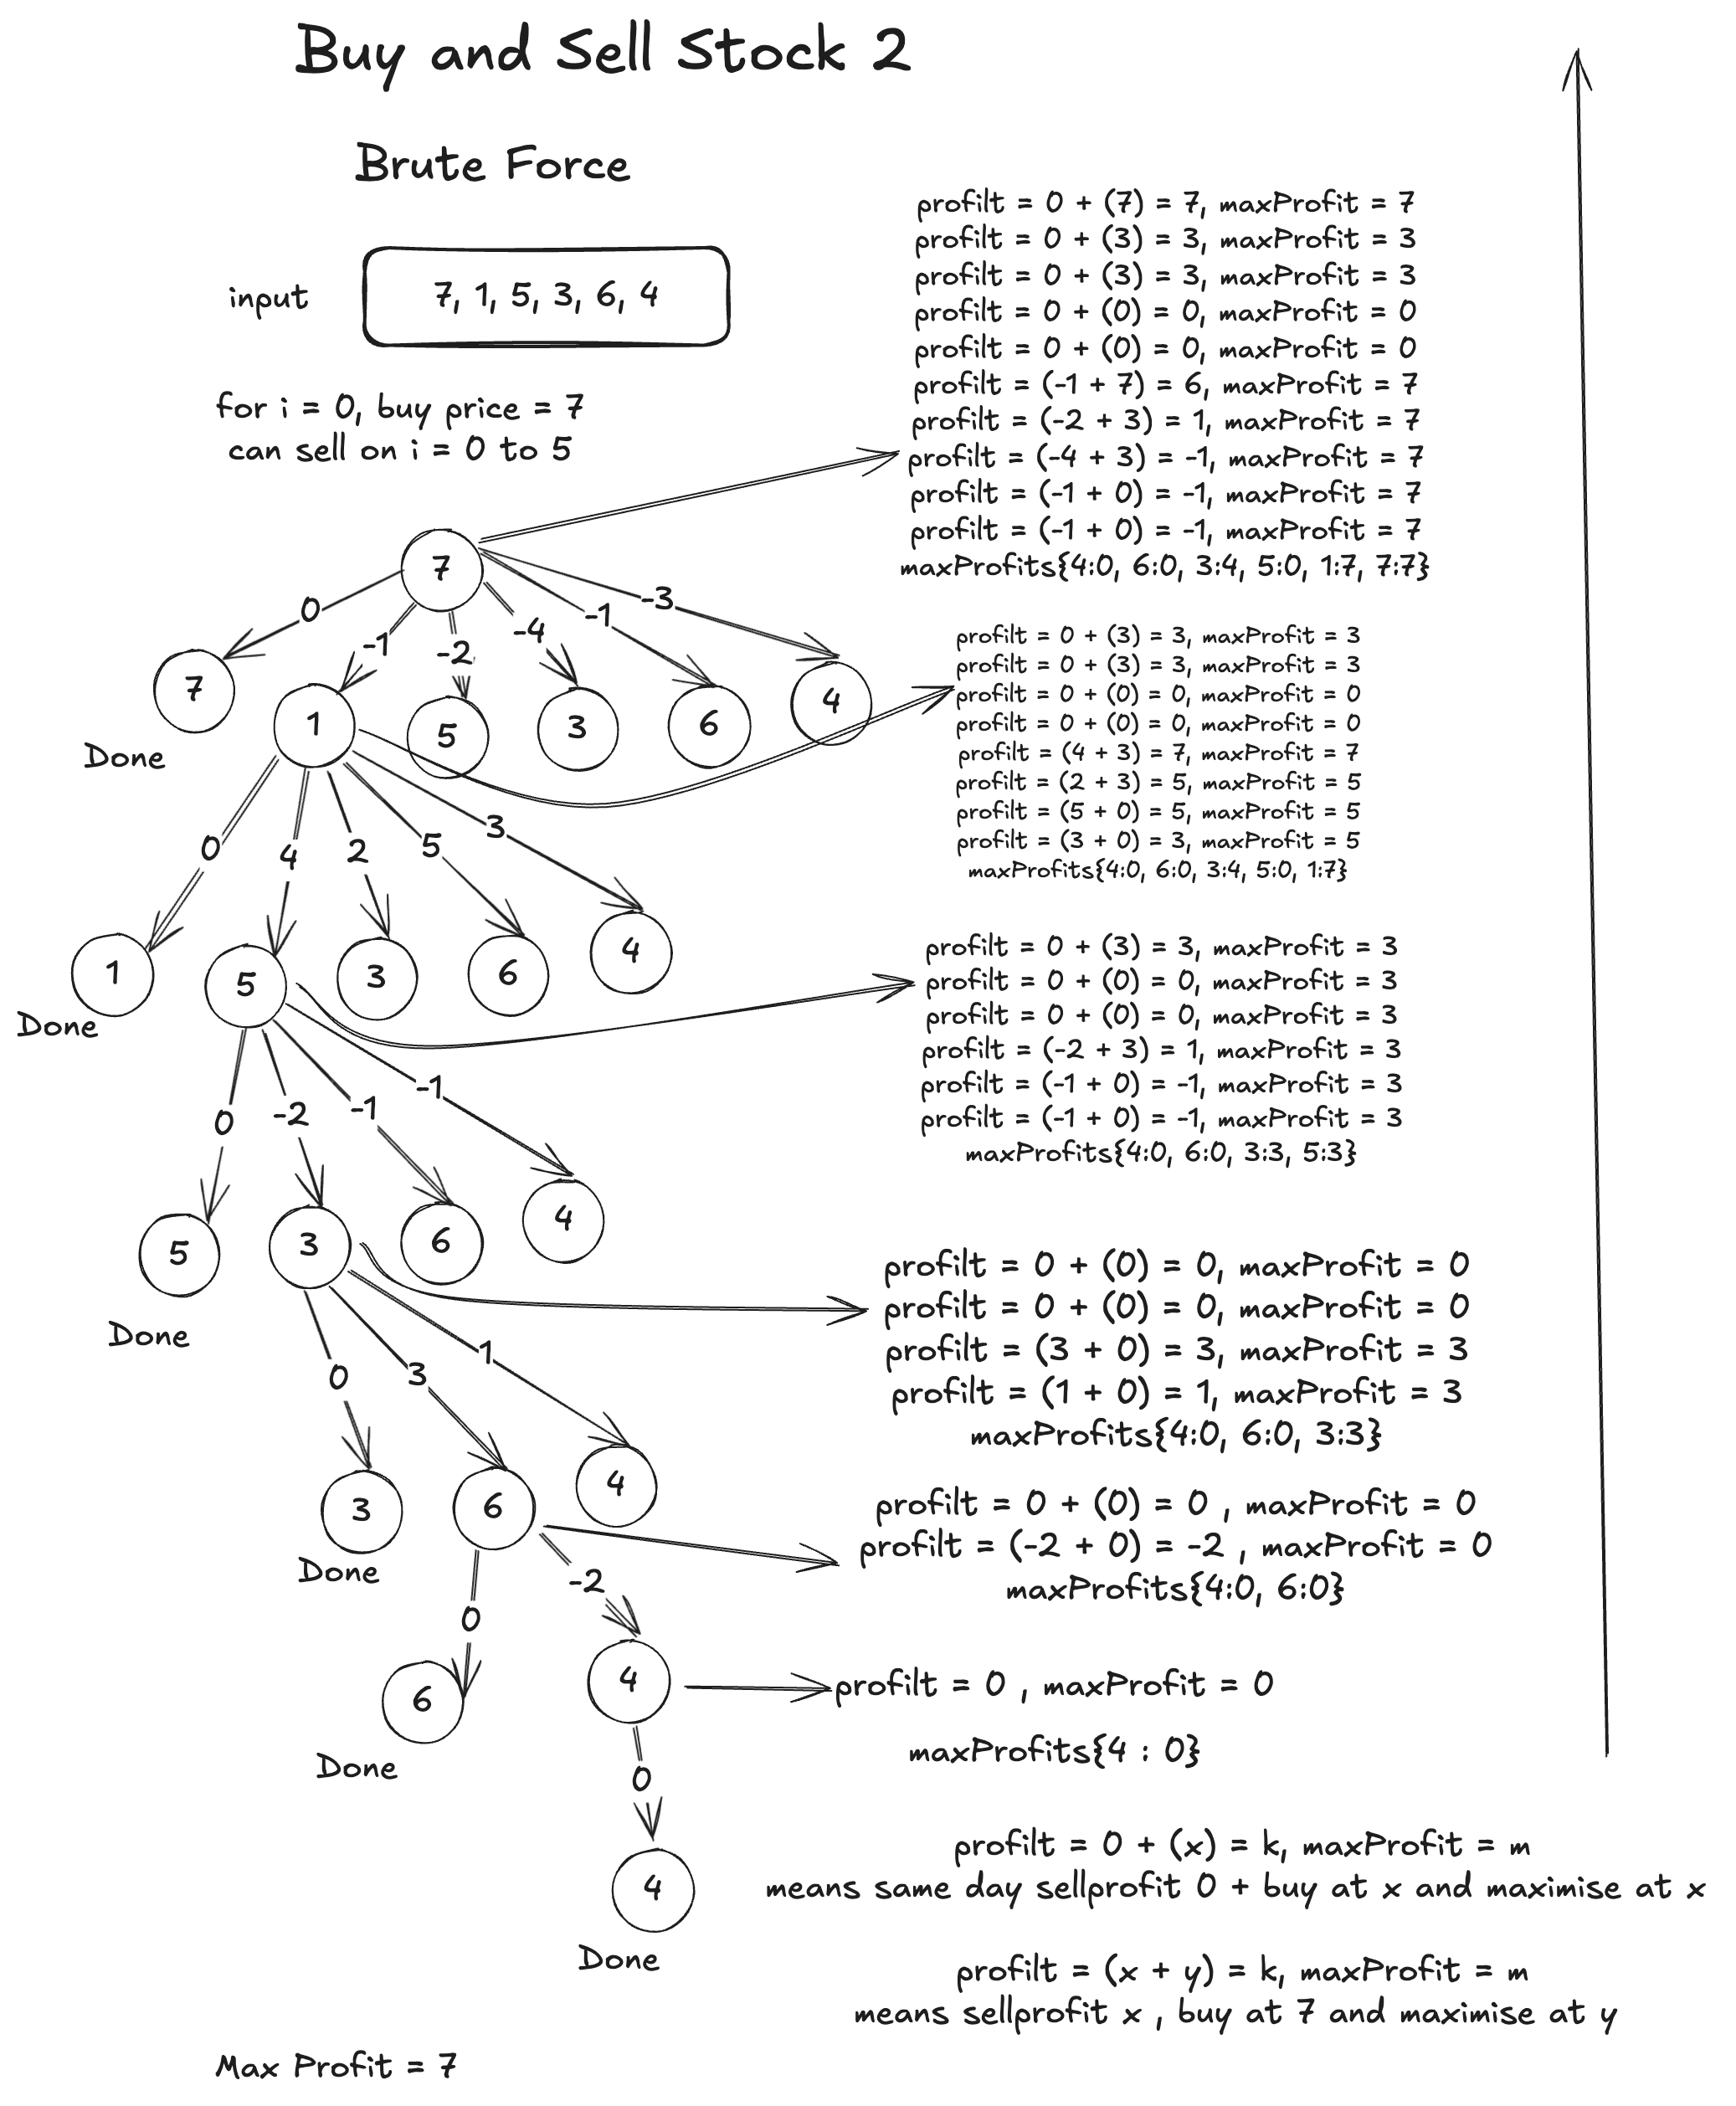 Buy and Sell Stock 2
Brute Force
input
7, 1, 5, 3, 6, 4
for i = 0, buy price = 7
can sell on i = 0 to 5
profilt = 0 + (7) = 7, maxProfit = 7
profilt = 0 + (3) = 3, maxProfit = 3
profilt = 0 + (3) = 3, maxProfit = 3
profilt = 0 + (0) = 0, maxProfit = 0
profilt = 0 + (0) = 0, maxProfit = 0
profilt = (-1 + 7) = 6, maxProfit = 7
profilt = (-2 + 3) = 1, maxProfit = 7
profilt = (-4 + 3) = -1, maxProfit = 7
profilt = (-1 + 0) = -1, maxProfit = 7
profilt = (-1 + 0) = -1, maxProfit = 7
maxProfits{4:0, 6:0, 3:4, 5:0, 1:7, 7:7}
7
0
-1
-2
-4
-1
-3
7
1
5
3
6
4
Done
profilt = 0 + (3) = 3, maxProfit = 3
profilt = 0 + (3) = 3, maxProfit = 3
profilt = 0 + (0) = 0, maxProfit = 0
profilt = 0 + (0) = 0, maxProfit = 0
profilt = (4 + 3) = 7, maxProfit = 7
profilt = (2 + 3) = 5, maxProfit = 5
profilt = (5 + 0) = 5, maxProfit = 5
profilt = (3 + 0) = 3, maxProfit = 5
maxProfits{4:0, 6:0, 3:4, 5:0, 1:7}
0
4
2
5
3
1
5
3
6
4
Done
profilt = 0 + (3) = 3, maxProfit = 3
profilt = 0 + (0) = 0, maxProfit = 3
profilt = 0 + (0) = 0, maxProfit = 3
profilt = (-2 + 3) = 1, maxProfit = 3
profilt = (-1 + 0) = -1, maxProfit = 3
profilt = (-1 + 0) = -1, maxProfit = 3
maxProfits{4:0, 6:0, 3:3, 5:3}
0
-2
-1
-1
5
3
6
4
Done
profilt = 0 + (0) = 0, maxProfit = 0
profilt = 0 + (0) = 0, maxProfit = 0
profilt = (3 + 0) = 3, maxProfit = 3
profilt = (1 + 0) = 1, maxProfit = 3
maxProfits{4:0, 6:0, 3:3}
0
3
1
3
6
4
Done
profilt = 0 + (0) = 0 , maxProfit = 0
profilt = (-2 + 0) = -2 , maxProfit = 0
maxProfits{4:0, 6:0}
0
-2
6
4
Done
profilt = 0 , maxProfit = 0
maxProfits{4 : 0}
0
4
Done
profilt = 0 + (x) = k, maxProfit = m
means same day sellprofit 0 + buy at x and maximise at x
profilt = (x + y) = k, maxProfit = m
means sellprofit x , buy at 7 and maximise at y
Max Profit = 7